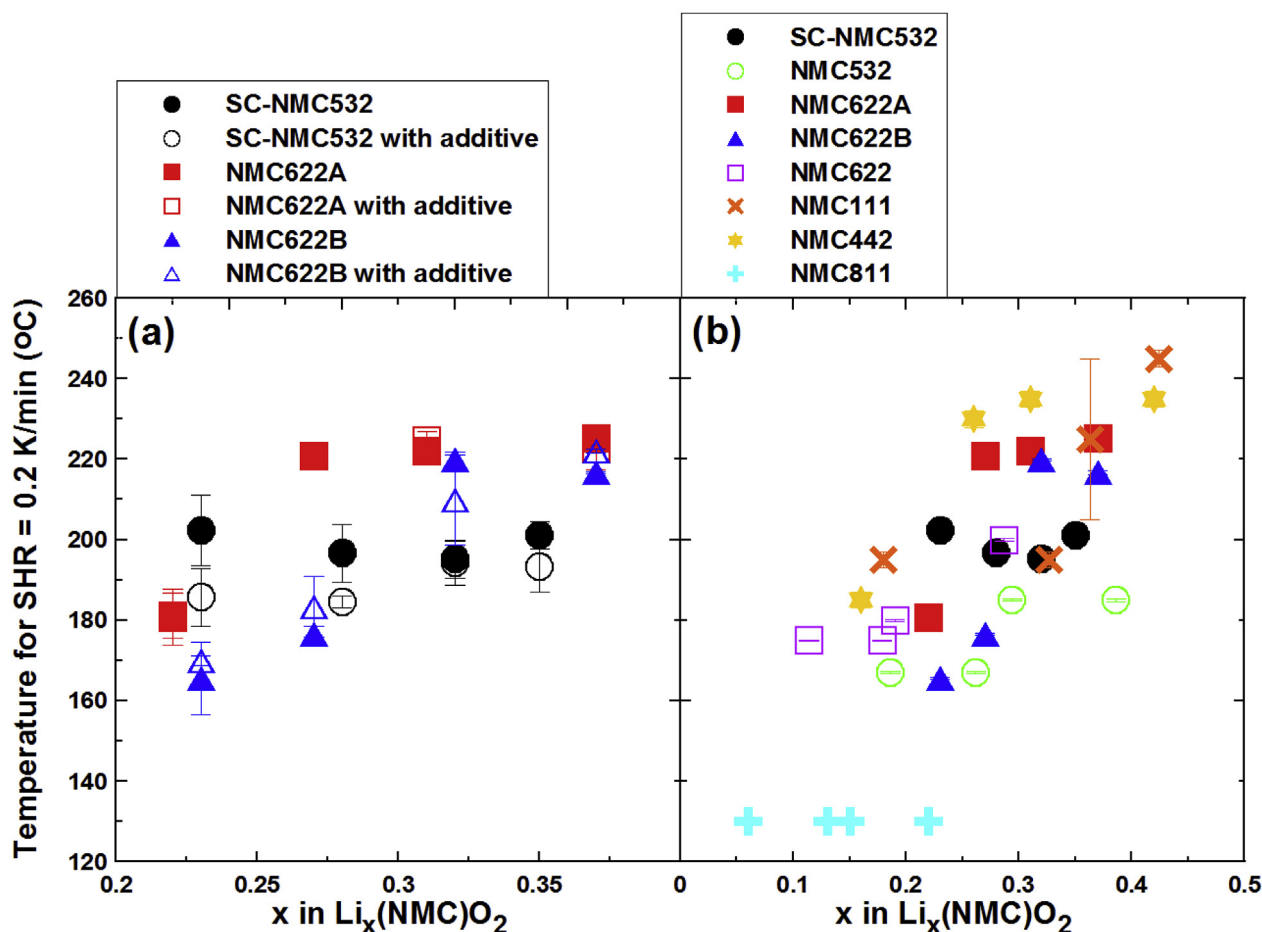 SC-NMC532
SC-NMC532 with additive
NMC622A
NMC622A with additive
NMC622B
NMC622B with additive
SC-NMC532
NMC532
NMC622A
NMC622B
NMC622
NMC111
NMC442
NMC811
Temperature for SHR = 0.2 K/min (oC)
260
240
220
200
180
160
140
120
(a)
0.2
0.25
0.3
0.35
x in Liₓ(NMC)O₂
(b)
0
0.1
0.2
0.3
0.4
0.5
x in Liₓ(NMC)O₂